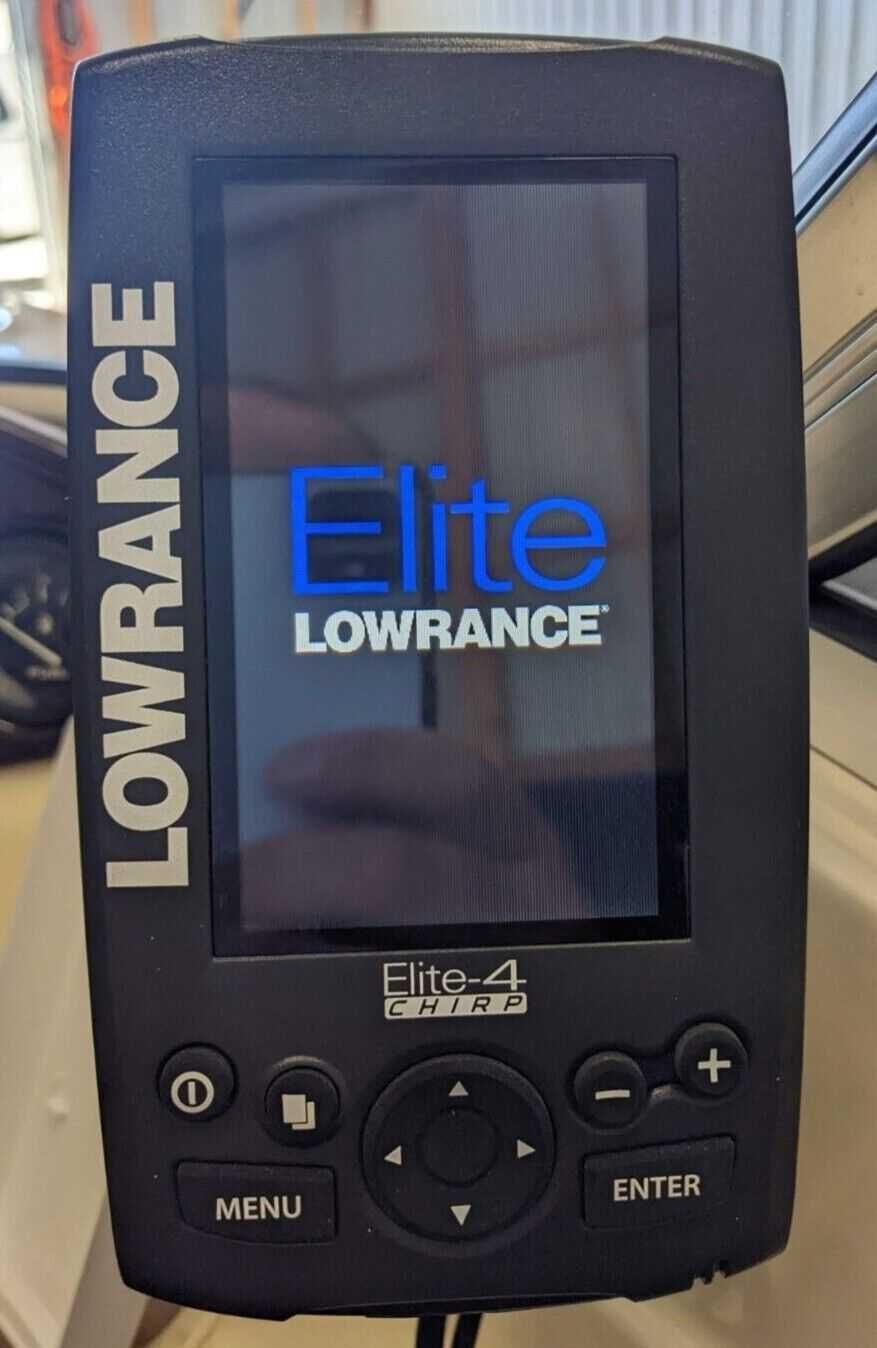 LOWRANCE
Elite
LOWRANCE®
Elite-4
CHIRP
MENU
ENTER